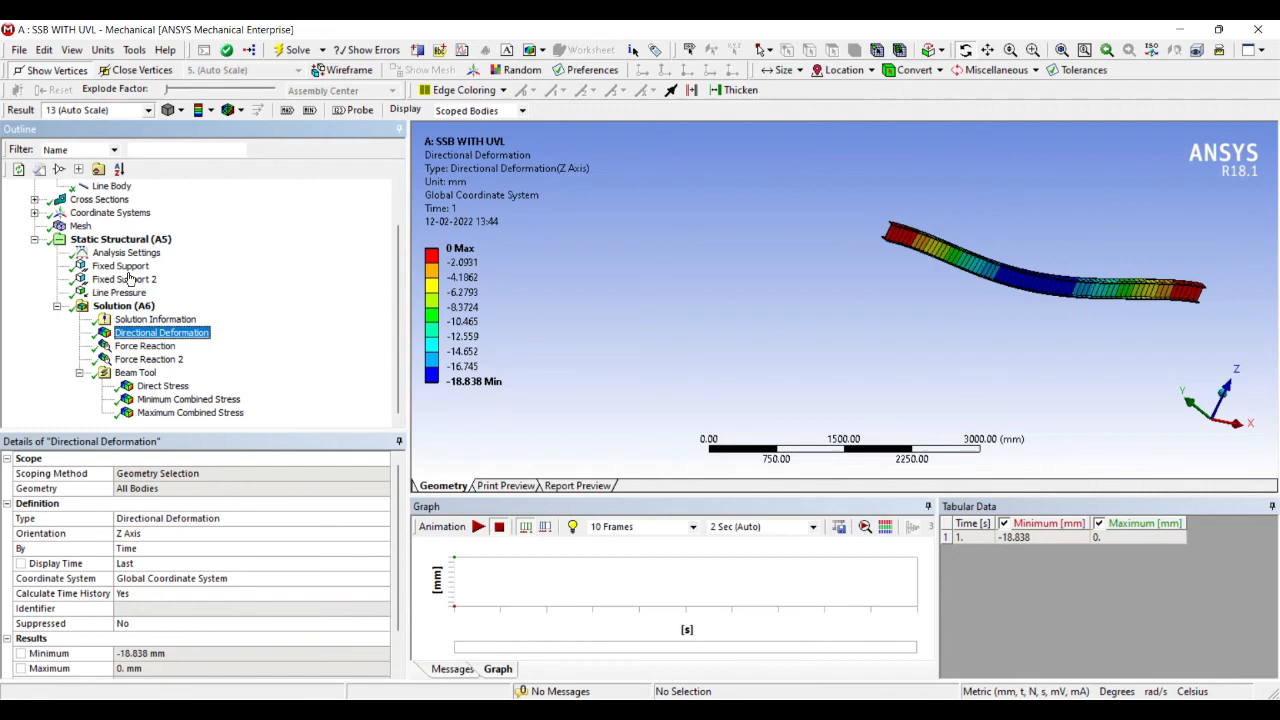 A : SSB WITH UVL - Mechanical [ANSYS Mechanical Enterprise]
File Edit View Units Tools Help Solve ?/ Show Errors Worksheet
Show Vertices Close Vertices 5. (Auto Scale) Wireframe Show Mesh Random Preferences Size Location Convert Miscellaneous Tolerances
Reset Explode Factor: Assembly Center Edge Coloring Thicken
Result 13 (Auto Scale) Probe Display Scoped Bodies
Outline
Filter: Name
Line Body
Cross Sections
Coordinate Systems
Mesh
Static Structural (A5)
Analysis Settings
Fixed Support
Fixed Support 2
Line Pressure
Solution (A6)
Solution Information
Directional Deformation
Force Reaction
Force Reaction 2
Beam Tool
Direct Stress
Minimum Combined Stress
Maximum Combined Stress
A: SSB WITH UVL
Directional Deformation
Type: Directional Deformation(Z Axis)
Unit: mm
Global Coordinate System
Time: 1
12-02-2022 13:44
0 Max
-2.0931
-4.1862
-6.2793
-8.3724
-10.465
-12.559
-14.652
-16.745
-18.838 Min
ANSYS
R18.1
Z
Y
X
0.00 1500.00 3000.00 (mm)
750.00 2250.00
Geometry Print Preview Report Preview
Details of "Directional Deformation"
Scope
Scoping Method Geometry Selection
Geometry All Bodies
Definition
Type Directional Deformation
Orientation Z Axis
By Time
Display Time Last
Coordinate System Global Coordinate System
Calculate Time History Yes
Identifier
Suppressed No
Results
Minimum -18.838 mm
Maximum 0. mm
Graph
Animation 10 Frames 2 Sec (Auto) 3
[mm]
[s]
Messages Graph
Tabular Data
Time [s] Minimum [mm] Maximum [mm]
1 1. -18.838 0.
0 No Messages No Selection Metric (mm, t, N, s, mV, mA) Degrees rad/s Celsius